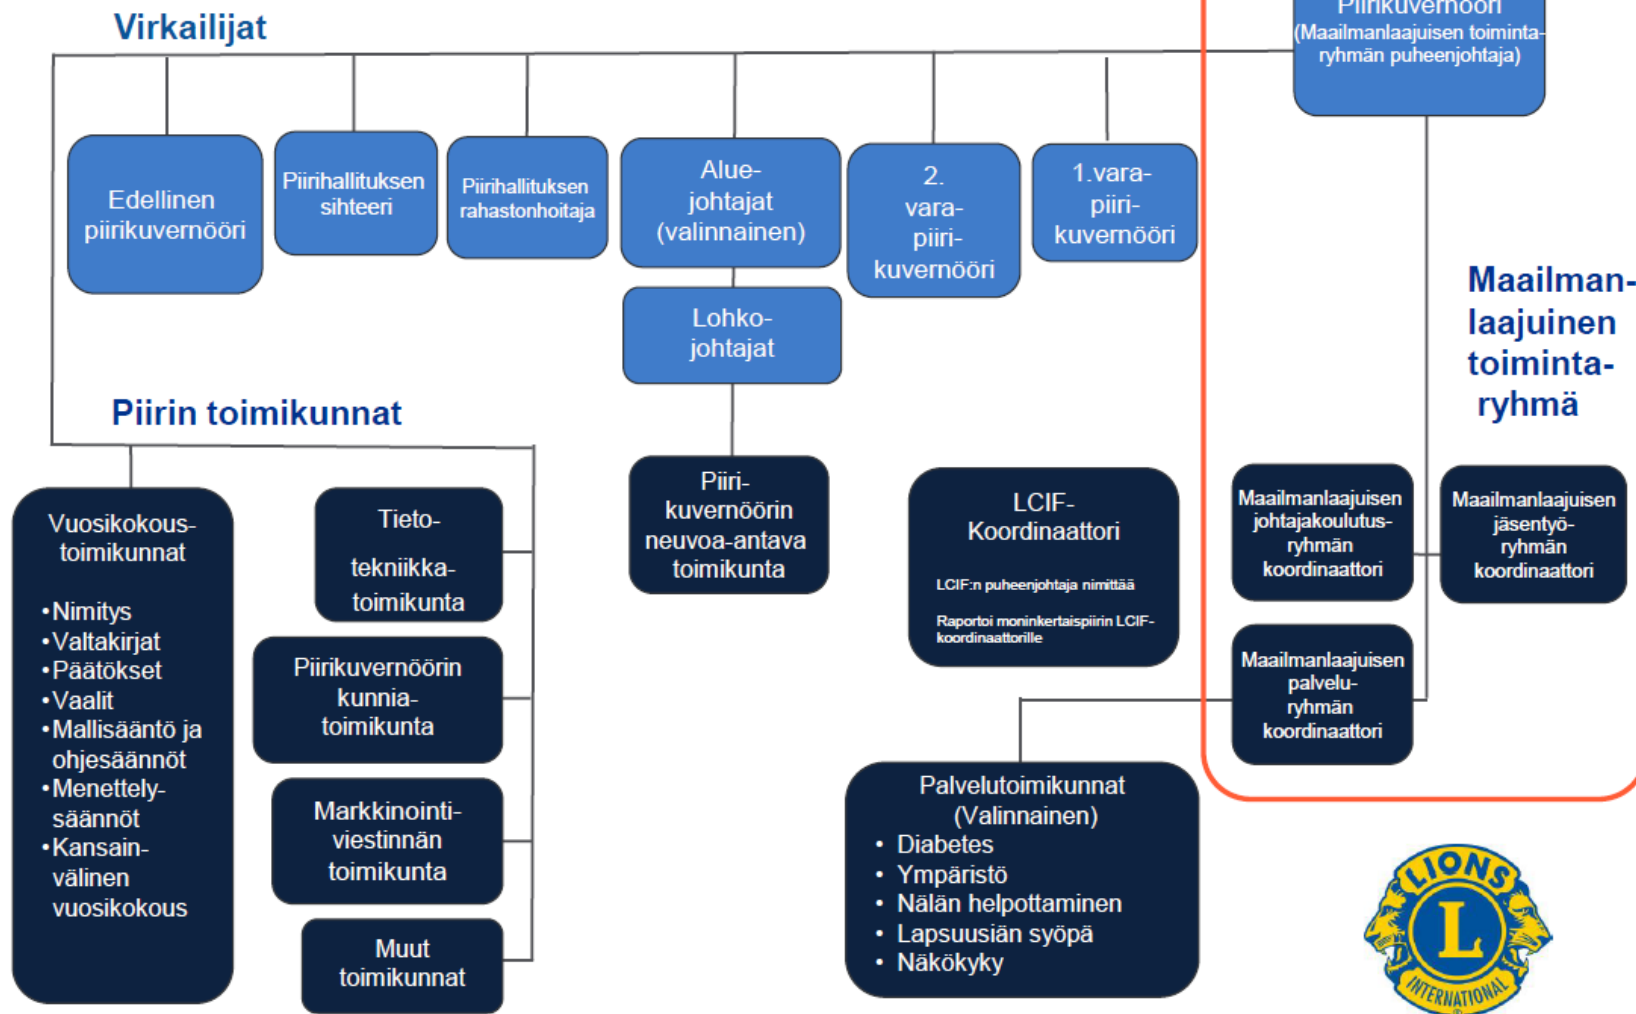 Virkailijat
Piirikuvernööri
(Maailmanlaajuisen toiminta-
ryhmän puheenjohtaja)
Edellinen
piirikuvernööri
Piirihallituksen
sihteeri
Piirihallituksen
rahastonhoitaja
Alue-
johtajat
(valinnainen)
2.
vara-
piiri-
kuvernööri
1.vara-
piiri-
kuvernööri
Lohko-
johtajat
Maailman-
laajuinen
toiminta-
ryhmä
Piirin toimikunnat
Vuosikokous-
toimikunnat
•Nimitys
•Valtakirjat
•Päätökset
•Vaalit
•Mallisääntö ja
ohjesäännöt
•Menettely-
säännöt
•Kansain-
välinen
vuosikokous
Tieto-
tekniikka-
toimikunta
Piirikuvernöörin
kunnia-
toimikunta
Markkinointi-
viestinnän
toimikunta
Muut
toimikunnat
Piiri-
kuvernöörin
neuvoa-antava
toimikunta
LCIF-
Koordinaattori
LCIF:n puheenjohtaja nimittää
Raportoi moninkertaispiirin LCIF-
koordinaattorille
Maailmanlaajuisen
johtajakoulutus-
ryhmän
koordinaattori
Maailmanlaajuisen
jäsentyö-
ryhmän
koordinaattori
Maailmanlaajuisen
palvelu-
ryhmän
koordinaattori
Palvelutoimikunnat
(Valinnainen)
• Diabetes
• Ympäristö
• Nälän helpottaminen
• Lapsuusiän syöpä
• Näkökyky
LIONS
L
INTERNATIONAL
®